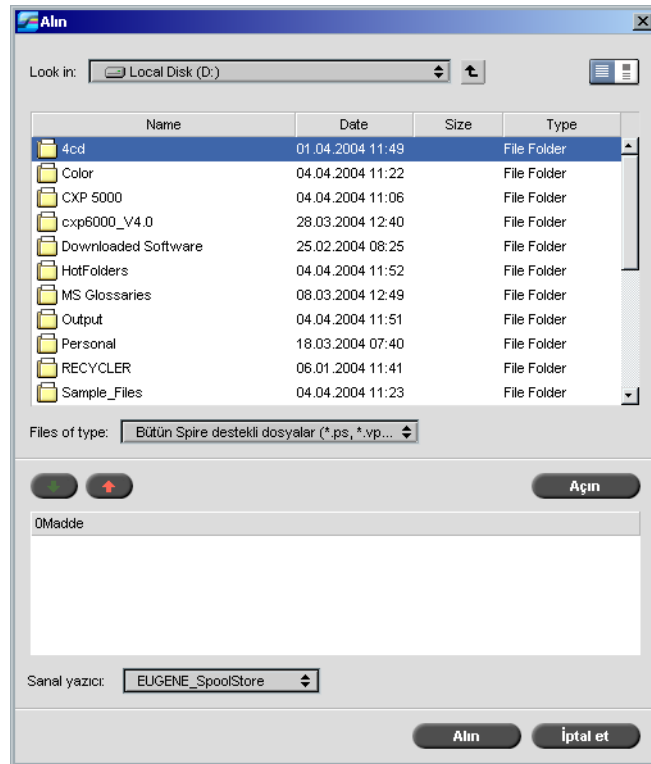 Alın
Look in: Local Disk (D:)
Name Date Size Type
4cd 01.04.2004 11:49 File Folder
Color 04.04.2004 11:22 File Folder
CXP 5000 04.04.2004 11:06 File Folder
cxp6000_V4.0 28.03.2004 12:40 File Folder
Downloaded Software 25.02.2004 08:25 File Folder
HotFolders 04.04.2004 11:52 File Folder
MS Glossaries 08.03.2004 12:49 File Folder
Output 04.04.2004 11:51 File Folder
Personal 18.03.2004 07:40 File Folder
RECYCLER 06.01.2004 11:41 File Folder
Sample_Files 04.04.2004 11:23 File Folder
Files of type: Bütün Spire destekli dosyalar (*.ps, *.vp...
Açın
0Madde
Sanal yazıcı: EUGENE_SpoolStore
Alın İptal et